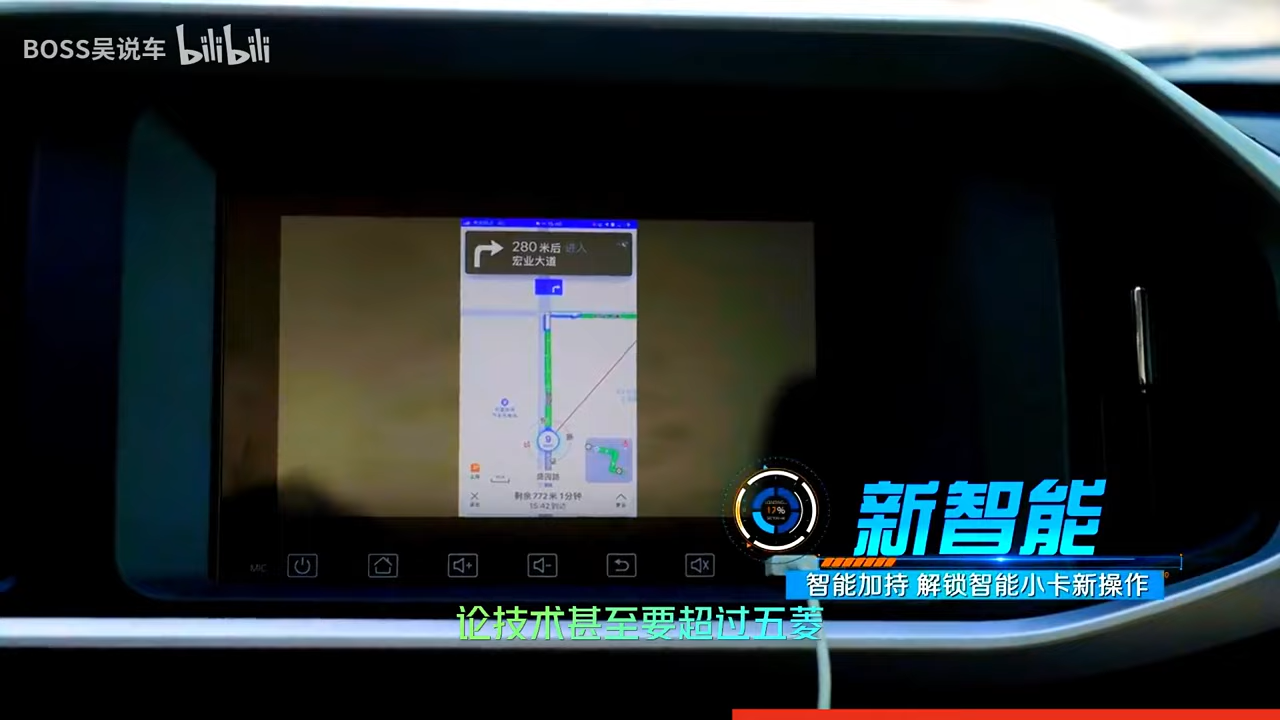 BOSS吴说车 bilibili
280米后 进入
宏业大道
9
剩余772米 1分钟
15:42到达
MIC
17%
新智能
智能加持 解锁智能小卡新操作
论技术甚至要超过五菱